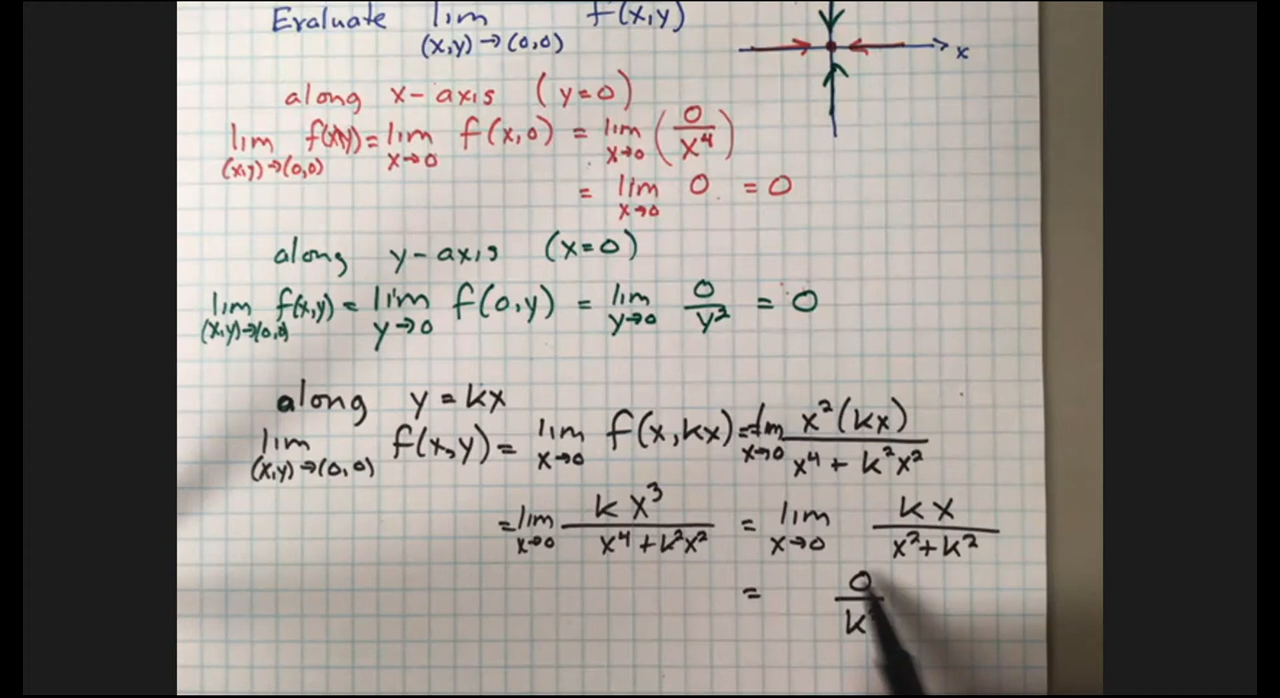 Evaluate lim f(x,y)
(x,y)→(0,0)
x
along x-axis (y=0)
lim f(x,y) = lim f(x,0) = lim (0/x⁴)
(x,y)→(0,0) x→0 x→0
= lim 0 = 0
x→0
along y-axis (x=0)
lim f(x,y) = lim f(0,y) = lim 0/y² = 0
(x,y)→(0,0) y→0 y→0
along y = kx
lim f(x,y) = lim f(x,kx) = lim x²(kx)/x⁴ + k²x²
(x,y)→(0,0) x→0 x→0
= lim kx³/x⁴ + k²x² = lim kx/x² + k²
x→0 x→0
= 0/k²